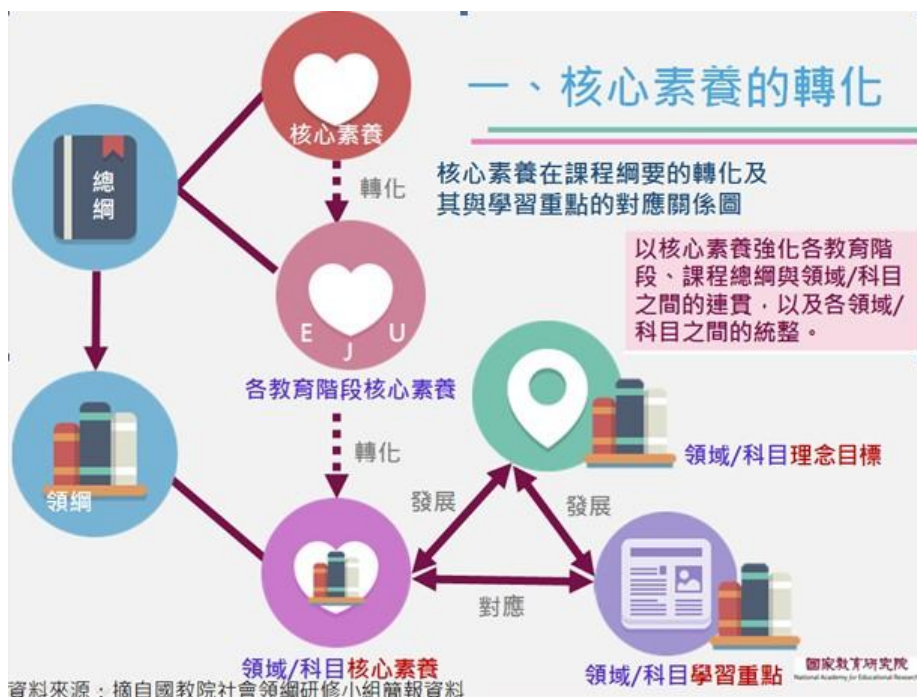 一、核心素養的轉化
核心素養在課程綱要的轉化及
其與學習重點的對應關係圖
以核心素養強化各教育階
段、課程總綱與領域/科目
之間的連貫，以及各領域/
科目之間的統整。
總
綱
核心素養
轉化
E J U
各教育階段核心素養
轉化
領綱
領域/科目理念目標
發展
發展
對應
領域/科目核心素養
領域/科目學習重點
國家教育研究院
National Academy for Educational Research
資料來源：摘自國教院社會領綱研修小組簡報資料